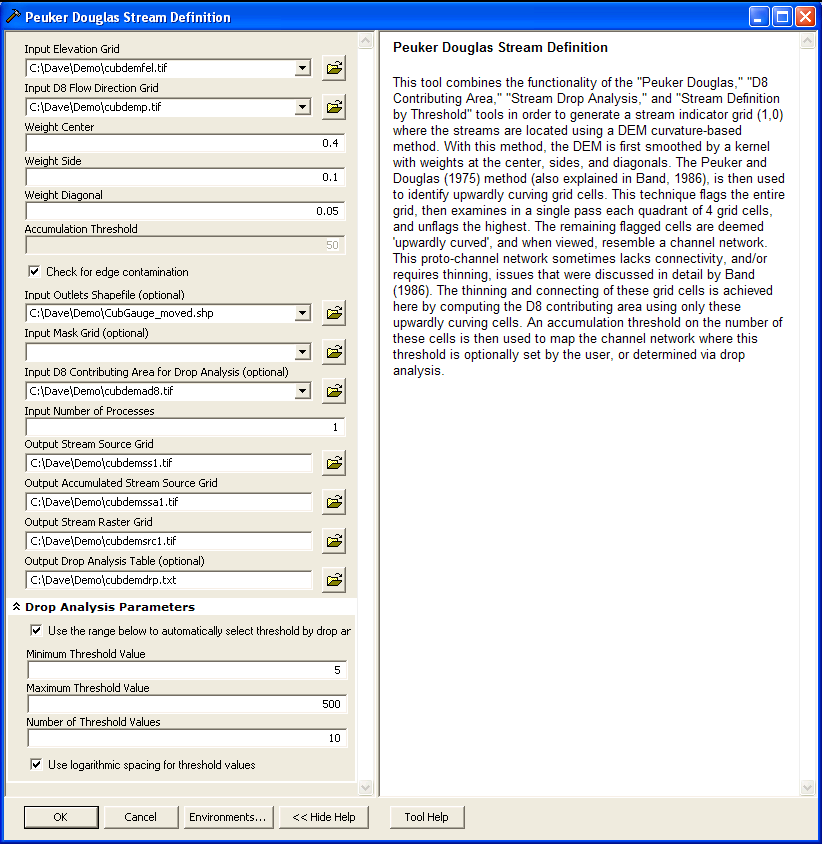 Peuker Douglas Stream Definition
Input Elevation Grid
C:\Dave\Demo\cubdemfel.tif
Input D8 Flow Direction Grid
C:\Dave\Demo\cubdemp.tif
Weight Center
0.4
Weight Side
0.1
Weight Diagonal
0.05
Accumulation Threshold
50
Check for edge contamination
Input Outlets Shapefile (optional)
C:\Dave\Demo\CubGauge_moved.shp
Input Mask Grid (optional)
Input D8 Contributing Area for Drop Analysis (optional)
C:\Dave\Demo\cubdemad8.tif
Input Number of Processes
1
Output Stream Source Grid
C:\Dave\Demo\cubdemss1.tif
Output Accumulated Stream Source Grid
C:\Dave\Demo\cubdemssa1.tif
Output Stream Raster Grid
C:\Dave\Demo\cubdemsrc1.tif
Output Drop Analysis Table (optional)
C:\Dave\Demo\cubdemdrp.txt
Drop Analysis Parameters
Use the range below to automatically select threshold by drop ar
Minimum Threshold Value
5
Maximum Threshold Value
500
Number of Threshold Values
10
Use logarithmic spacing for threshold values
Peuker Douglas Stream Definition
This tool combines the functionality of the "Peuker Douglas," "D8
Contributing Area," "Stream Drop Analysis," and "Stream Definition
by Threshold" tools in order to generate a stream indicator grid (1,0)
where the streams are located using a DEM curvature-based
method. With this method, the DEM is first smoothed by a kernel
with weights at the center, sides, and diagonals. The Peuker and
Douglas (1975) method (also explained in Band, 1986), is then used
to identify upwardly curving grid cells. This technique flags the entire
grid, then examines in a single pass each quadrant of 4 grid cells,
and unflags the highest. The remaining flagged cells are deemed
'upwardly curved', and when viewed, resemble a channel network.
This proto-channel network sometimes lacks connectivity, and/or
requires thinning, issues that were discussed in detail by Band
(1986). The thinning and connecting of these grid cells is achieved
here by computing the D8 contributing area using only these
upwardly curving cells. An accumulation threshold on the number of
these cells is then used to map the channel network where this
threshold is optionally set by the user, or determined via drop
analysis.
OK
Cancel
Environments...
<< Hide Help
Tool Help